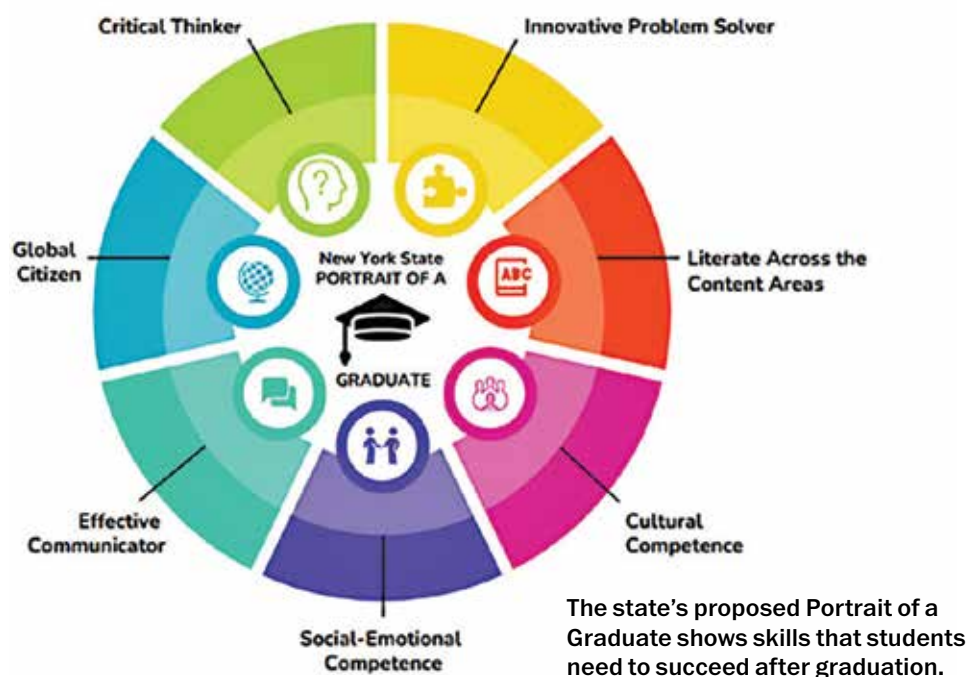 Critical Thinker
Innovative Problem Solver
?
New York State
PORTRAIT OF A
GRADUATE
ABC
Global
Citizen
Literate Across the
Content Areas
Effective
Communicator
Cultural
Competence
Social-Emotional
Competence
The state's proposed Portrait of a
Graduate shows skills that students
need to succeed after graduation.